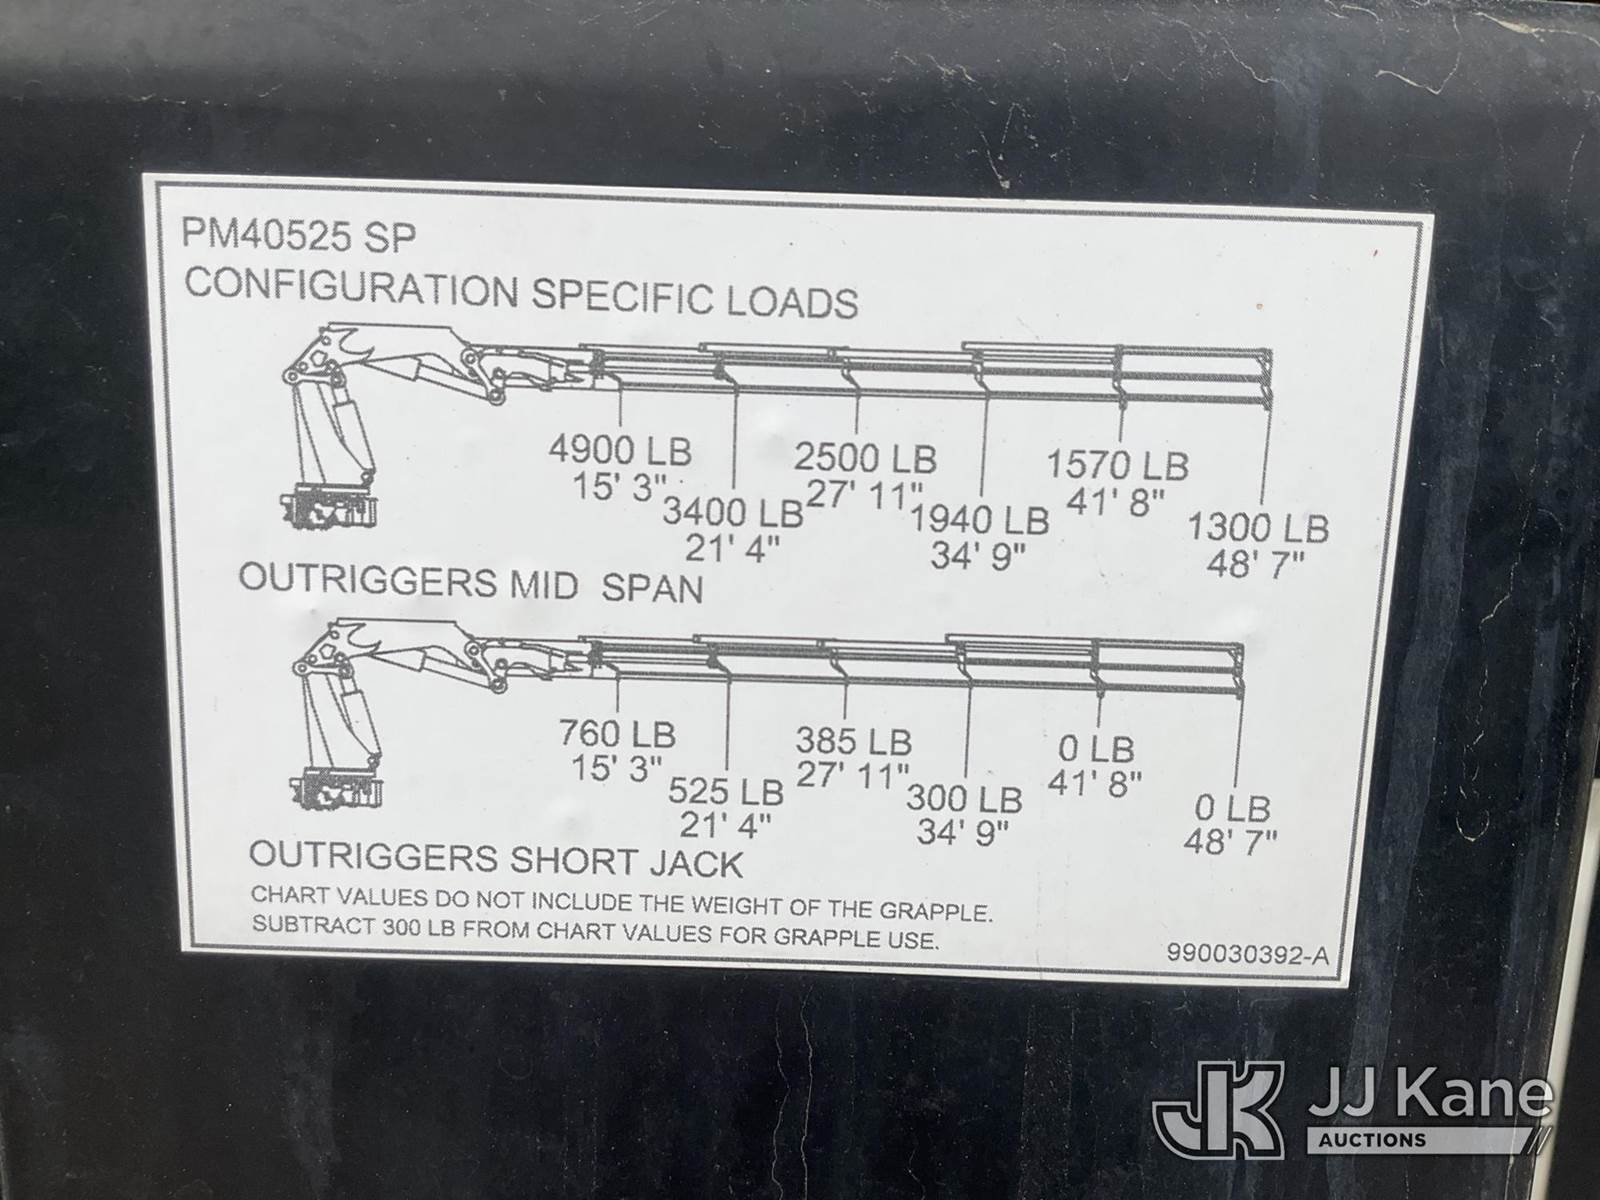 PM40525 SP
CONFIGURATION SPECIFIC LOADS
4900 LB
15' 3"
3400 LB
21' 4"
2500 LB
27' 11"
1940 LB
34' 9"
1570 LB
41' 8"
1300 LB
48' 7"
OUTRIGGERS MID SPAN
760 LB
15' 3"
525 LB
21' 4"
385 LB
27' 11"
300 LB
34' 9"
0 LB
41' 8"
0 LB
48' 7"
OUTRIGGERS SHORT JACK
CHART VALUES DO NOT INCLUDE THE WEIGHT OF THE GRAPPLE.
SUBTRACT 300 LB FROM CHART VALUES FOR GRAPPLE USE.
990030392-A
JK JJ Kane
AUCTIONS